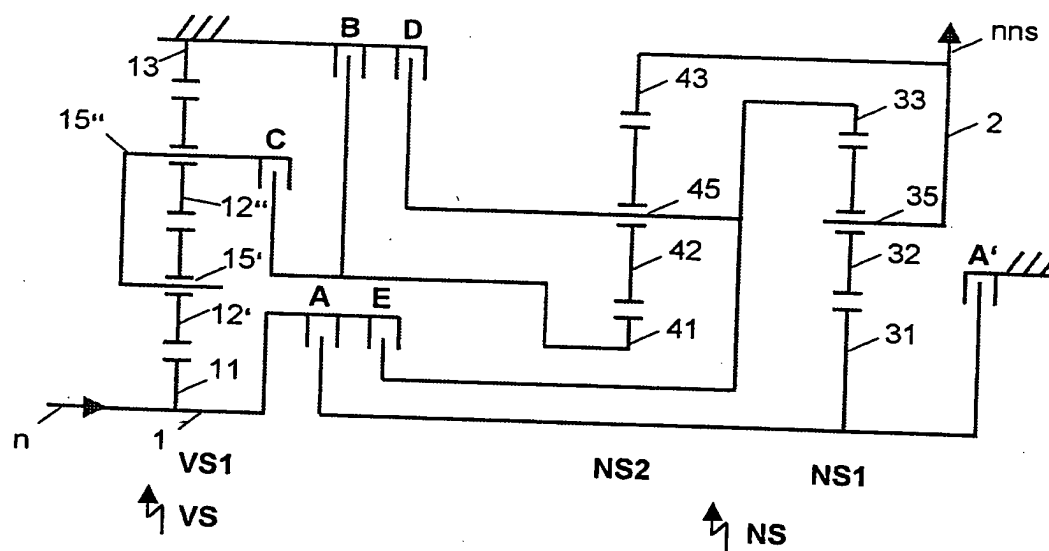 B D nns
13 43 33
2
15“ C
45 35
12“
42 32 A‘
15‘
A E
12‘ 41 31
11
n 1
VS1 NS2 NS1
VS NS